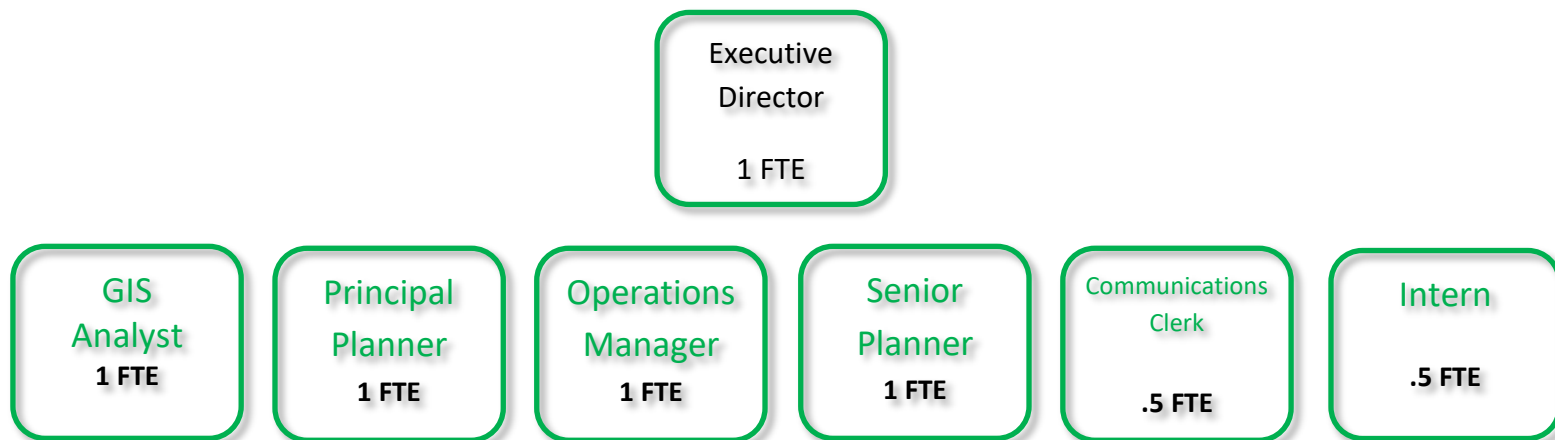 Executive
Director
1 FTE
GIS
Analyst
1 FTE
Principal
Planner
1 FTE
Operations
Manager
1 FTE
Senior
Planner
1 FTE
Communications
Clerk
.5 FTE
Intern
.5 FTE